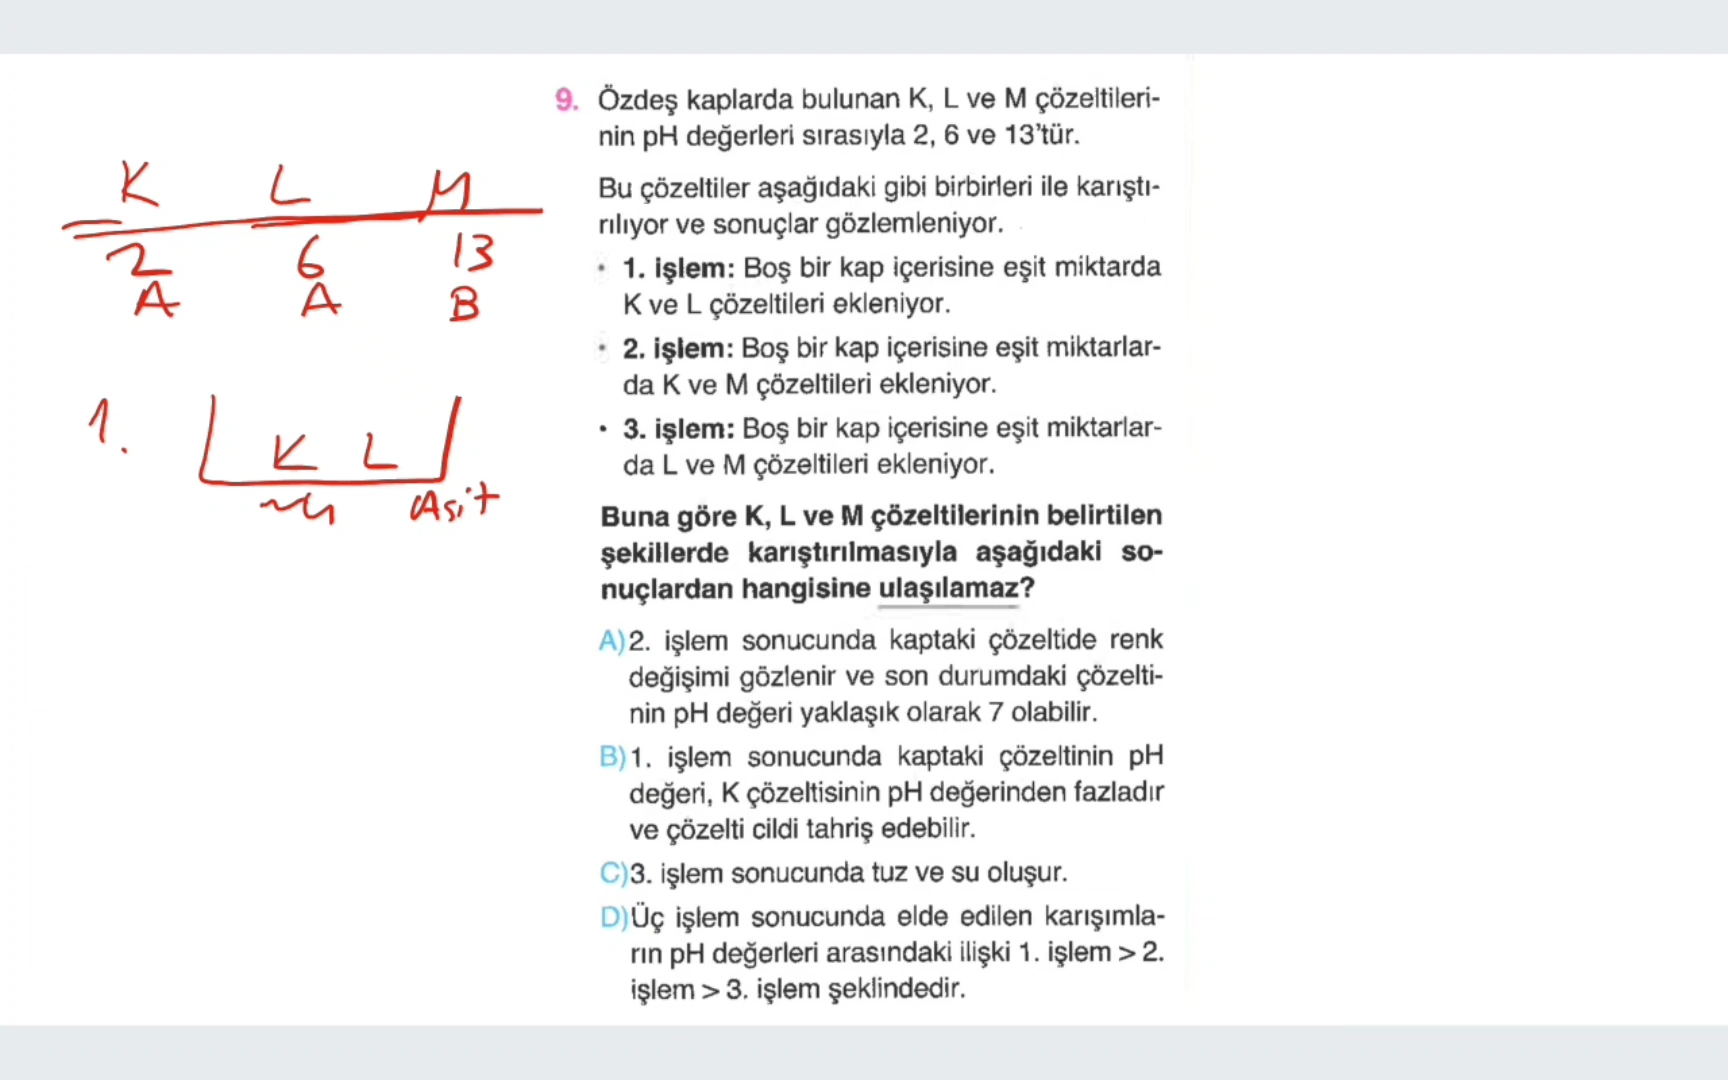 K L M
2 6 13
A A B
1. K L
Asit
9. Özdeş kaplarda bulunan K, L ve M çözeltileri-
nin pH değerleri sırasıyla 2, 6 ve 13'tür.
Bu çözeltiler aşağıdaki gibi birbirleri ile karıştı-
rılıyor ve sonuçlar gözlemleniyor.
• 1. işlem: Boş bir kap içerisine eşit miktarda
K ve L çözeltileri ekleniyor.
• 2. işlem: Boş bir kap içerisine eşit miktarlar-
da K ve M çözeltileri ekleniyor.
• 3. işlem: Boş bir kap içerisine eşit miktarlar-
da L ve M çözeltileri ekleniyor.
Buna göre K, L ve M çözeltilerinin belirtilen
şekillerde karıştırılmasıyla aşağıdaki so-
nuçlardan hangisine ulaşılamaz?
A) 2. işlem sonucunda kaptaki çözeltide renk
değişimi gözlenir ve son durumdaki çözelti-
nin pH değeri yaklaşık olarak 7 olabilir.
B) 1. işlem sonucunda kaptaki çözeltinin pH
değeri, K çözeltisinin pH değerinden fazladır
ve çözelti cildi tahriş edebilir.
C) 3. işlem sonucunda tuz ve su oluşur.
D) Üç işlem sonucunda elde edilen karışımla-
rın pH değerleri arasındaki ilişki 1. işlem > 2.
işlem > 3. işlem şeklindedir.